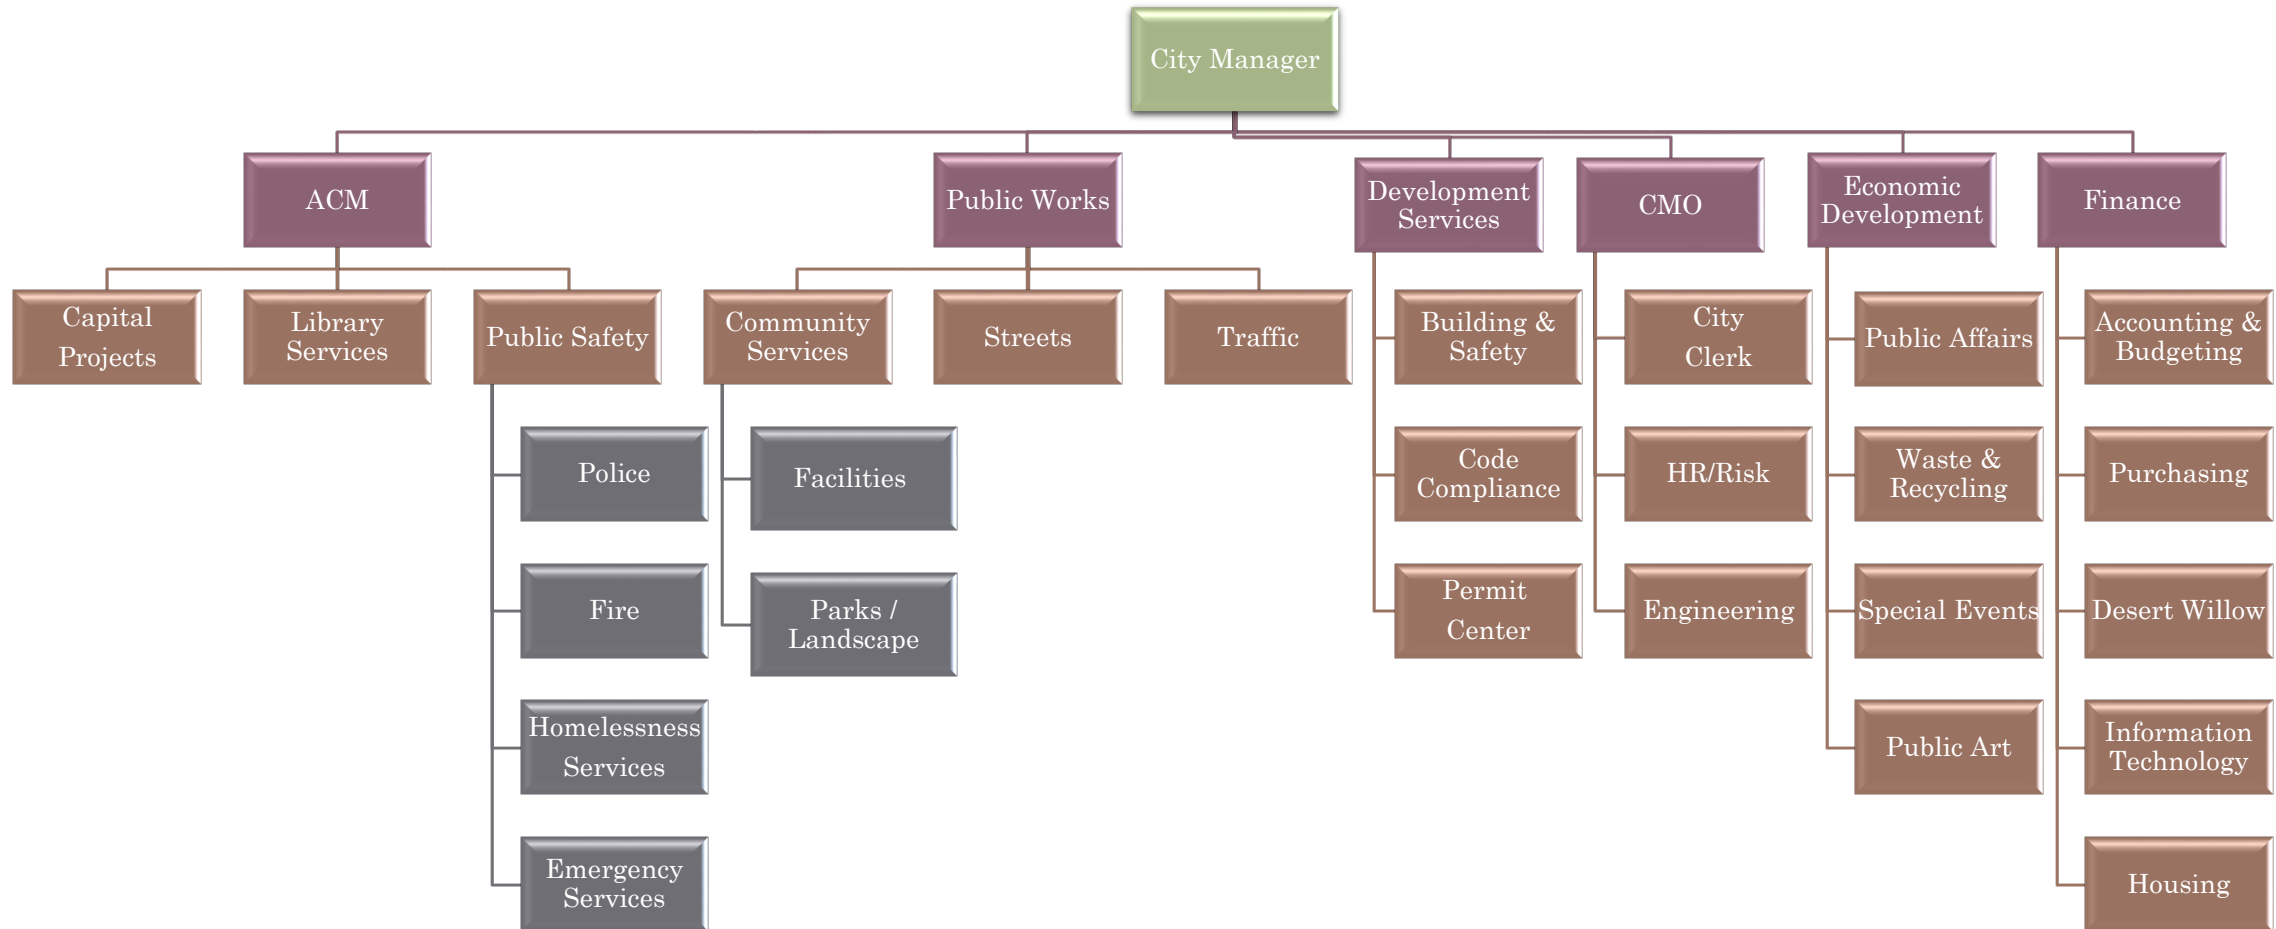 City Manager
ACM
Public Works
Development
Services
CMO
Economic
Development
Finance
Capital
Projects
Library
Services
Public Safety
Community
Services
Streets
Traffic
Building &
Safety
City
Clerk
Public Affairs
Accounting &
Budgeting
Police
Facilities
Code
Compliance
HR/Risk
Waste &
Recycling
Purchasing
Fire
Parks /
Landscape
Permit
Center
Engineering
Special Events
Desert Willow
Homelessness
Services
Public Art
Information
Technology
Emergency
Services
Housing